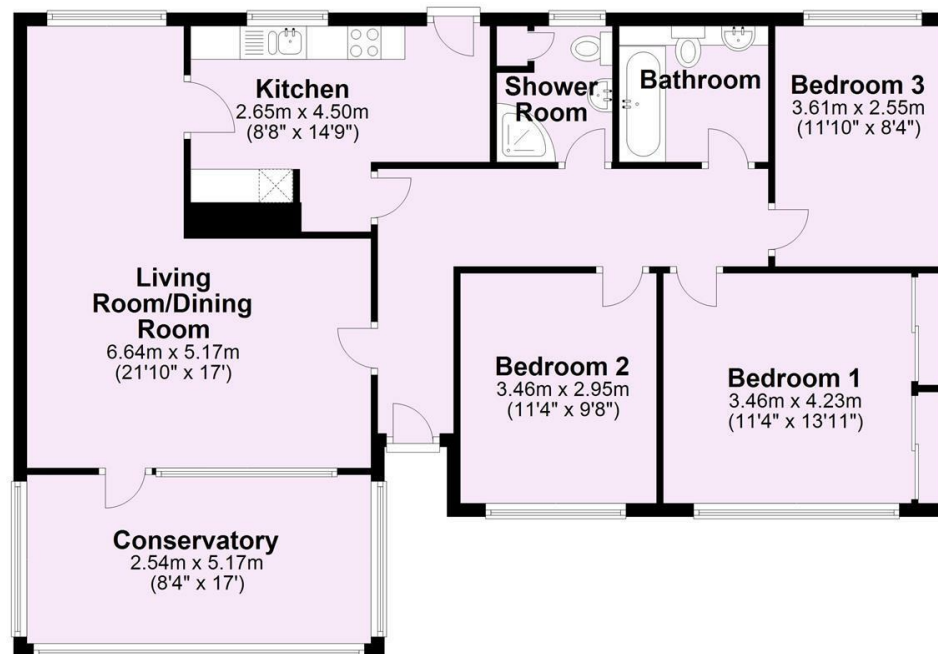 Kitchen
2.65m x 4.50m
(8'8" x 14'9")
Shower
Room
Bathroom
Bedroom 3
3.61m x 2.55m
(11'10" x 8'4")
Living
Room/Dining
Room
6.64m x 5.17m
(21'10" x 17')
Bedroom 2
3.46m x 2.95m
(11'4" x 9'8")
Bedroom 1
3.46m x 4.23m
(11'4" x 13'11")
Conservatory
2.54m x 5.17m
(8'4" x 17')